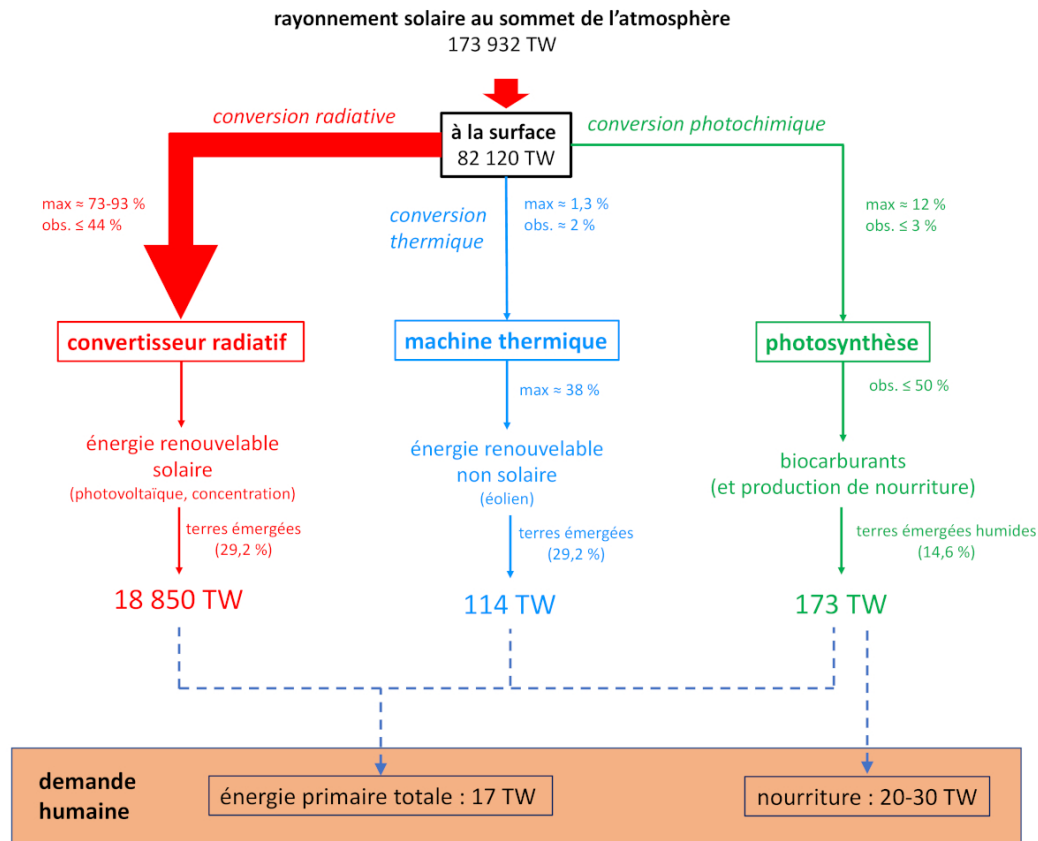 rayonnement solaire au sommet de l’atmosphère
173 932 TW
conversion radiative
à la surface
82 120 TW
conversion photochimique
max ≈ 73-93 %
obs. ≤ 44 %
conversion
thermique
max ≈ 1,3 %
obs. ≈ 2 %
max ≈ 12 %
obs. ≤ 3 %
convertisseur radiatif
machine thermique
photosynthèse
max ≈ 38 %
obs. ≤ 50 %
énergie renouvelable
solaire
(photovoltaïque, concentration)
énergie renouvelable
non solaire
(éolien)
biocarburants
(et production de nourriture)
terres émergées
(29,2 %)
terres émergées
(29,2 %)
terres émergées humides
(14,6 %)
18 850 TW
114 TW
173 TW
demande
humaine
énergie primaire totale : 17 TW
nourriture : 20-30 TW